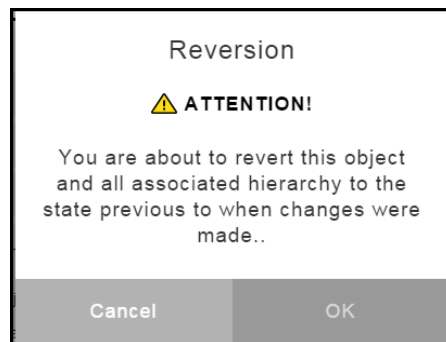 Reversion
ATTENTION!
You are about to revert this object
and all associated hierarchy to the
state previous to when changes were
made..
Cancel
OK